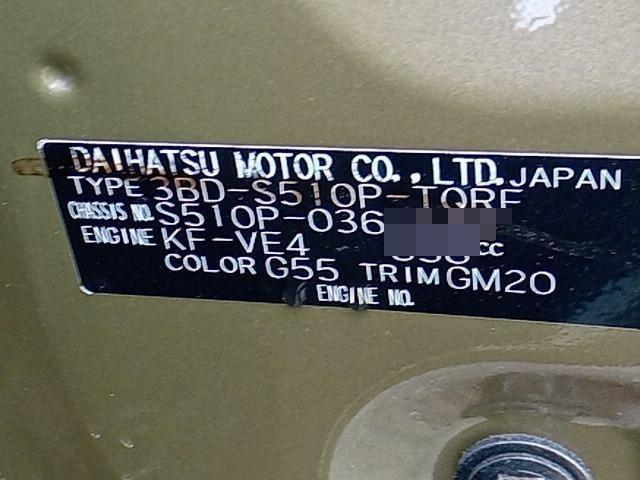 DAIHATSU MOTOR CO., LTD. JAPAN
TYPE 3BD-S510P-TQRF
CHASSIS NO. S510P-036
ENGINE KF-VE4 cc
COLOR G55 TRIM GM20
ENGINE NO.